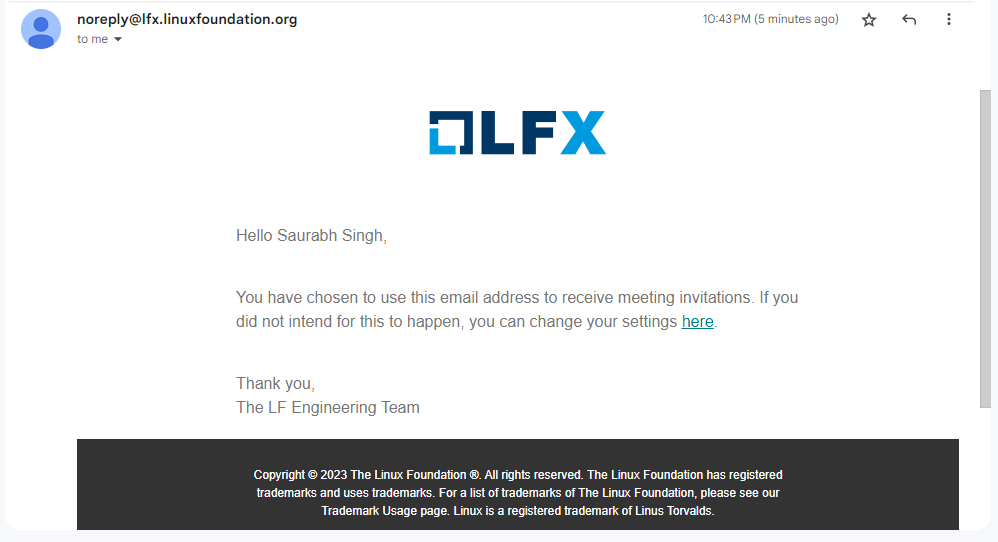 noreply@lfx.linuxfoundation.org
10:43 PM (5 minutes ago)
to me
LFX
Hello Saurabh Singh,
You have chosen to use this email address to receive meeting invitations. If you
did not intend for this to happen, you can change your settings here.
Thank you,
The LF Engineering Team
Copyright © 2023 The Linux Foundation ®. All rights reserved. The Linux Foundation has registered
trademarks and uses trademarks. For a list of trademarks of The Linux Foundation, please see our
Trademark Usage page. Linux is a registered trademark of Linus Torvalds.